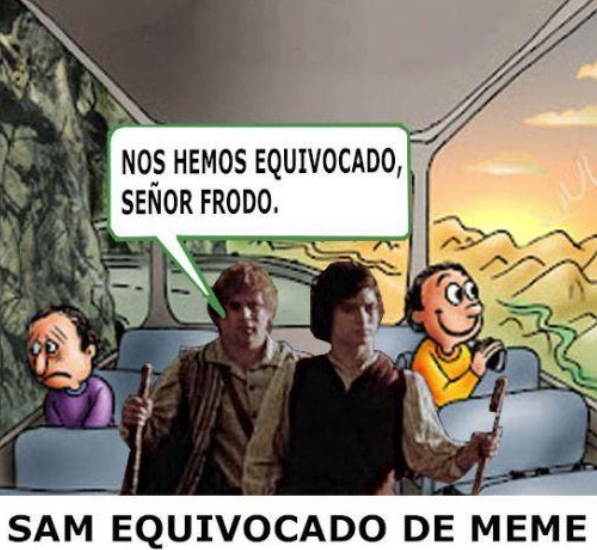 NOS HEMOS EQUIVOCADO,
SEÑOR FRODO.
SAM EQUIVOCADO DE MEME